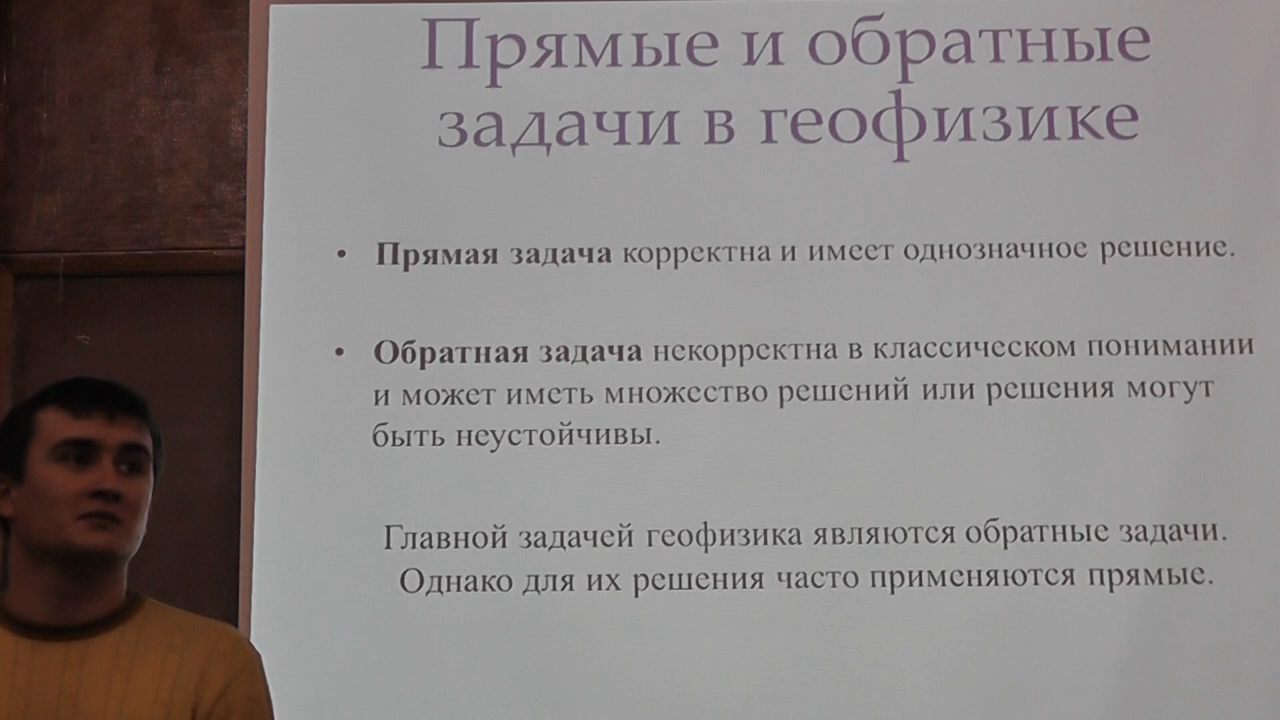 Прямые и обратные
задачи в геофизике
• Прямая задача корректна и имеет однозначное решение.
• Обратная задача некорректна в классическом понимании
и может иметь множество решений или решения могут
быть неустойчивы.
Главной задачей геофизика являются обратные задачи.
Однако для их решения часто применяются прямые.